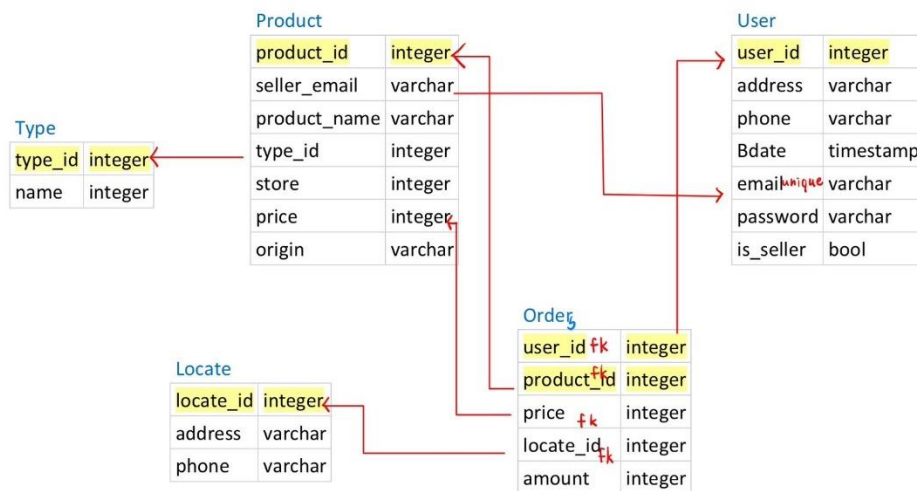 Product
product_id integer
seller_email varchar
product_name varchar
type_id integer
store integer
price integer
origin varchar
User
user_id integer
address varchar
phone varchar
Bdate timestamp
email unique varchar
password varchar
is_seller bool
Type
type_id integer
name integer
Orders
user_id fk integer
product_id fk integer
price fk integer
locate_id fk integer
amount integer
Locate
locate_id integer
address varchar
phone varchar